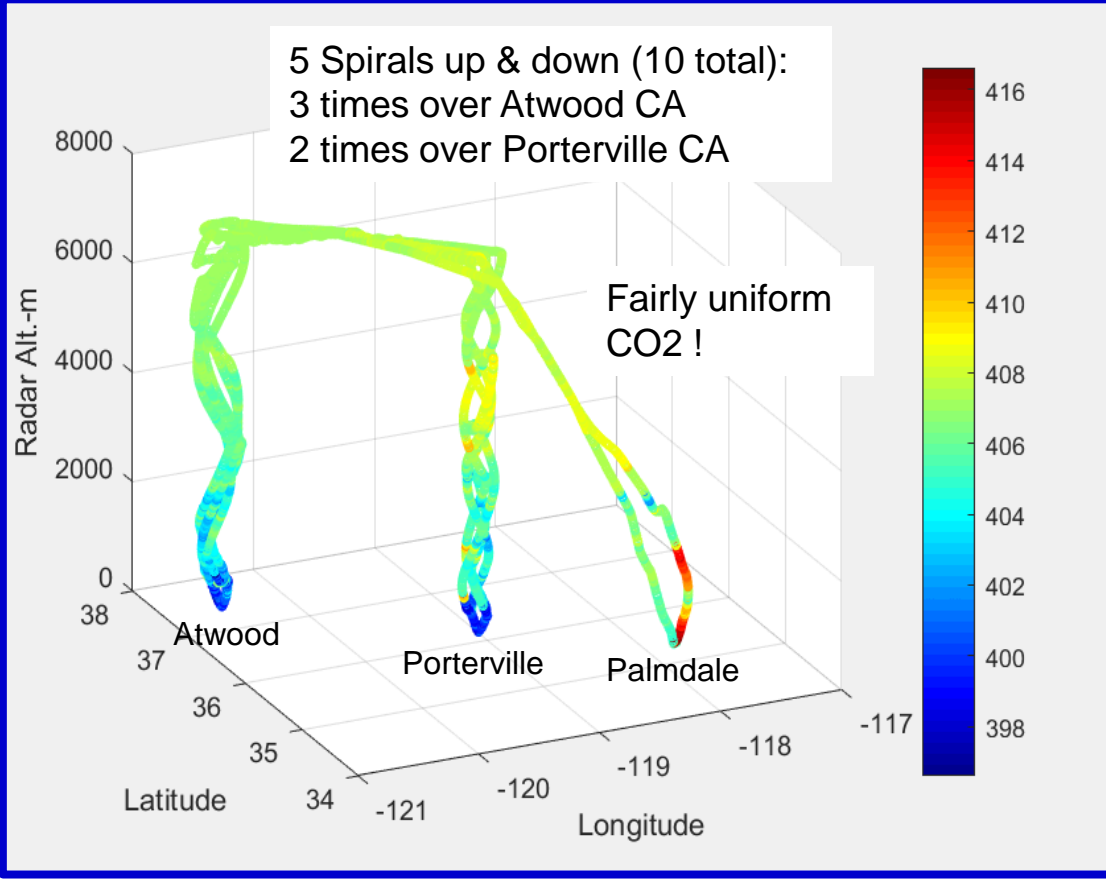 5 Spirals up & down (10 total):
3 times over Atwood CA
2 times over Porterville CA
Fairly uniform
CO2 !
8000
6000
4000
2000
0
Radar Alt.-m
38
37
36
35
34
Latitude
-121
-120
-119
-118
-117
Longitude
Atwood
Porterville
Palmdale
416
414
412
410
408
406
404
402
400
398